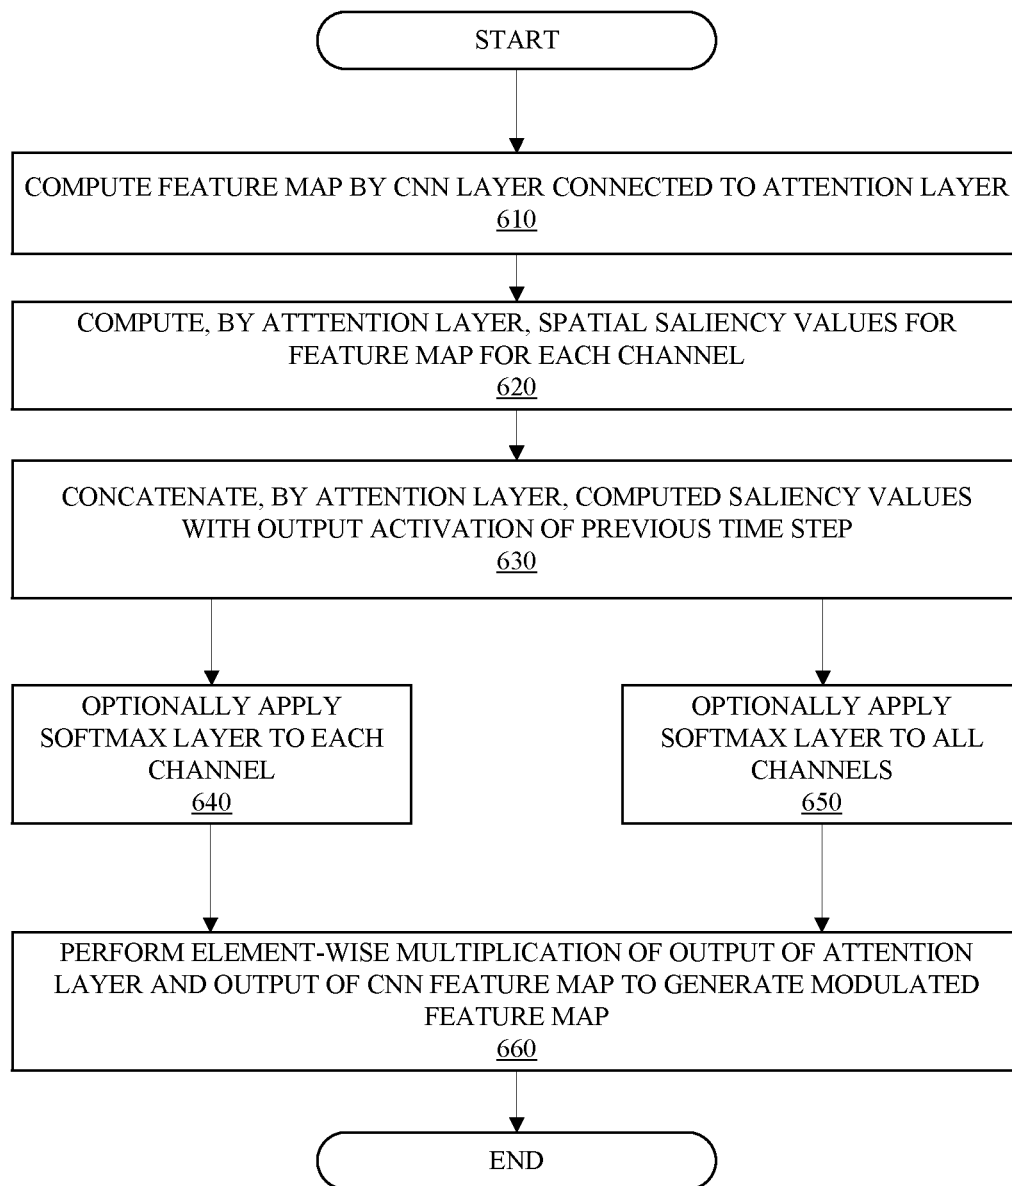 START
COMPUTE FEATURE MAP BY CNN LAYER CONNECTED TO ATTENTION LAYER
610
COMPUTE, BY ATTTENTION LAYER, SPATIAL SALIENCY VALUES FOR
FEATURE MAP FOR EACH CHANNEL
620
CONCATENATE, BY ATTENTION LAYER, COMPUTED SALIENCY VALUES
WITH OUTPUT ACTIVATION OF PREVIOUS TIME STEP
630
OPTIONALLY APPLY
SOFTMAX LAYER TO EACH
CHANNEL
640
OPTIONALLY APPLY
SOFTMAX LAYER TO ALL
CHANNELS
650
PERFORM ELEMENT-WISE MULTIPLICATION OF OUTPUT OF ATTENTION
LAYER AND OUTPUT OF CNN FEATURE MAP TO GENERATE MODULATED
FEATURE MAP
660
END